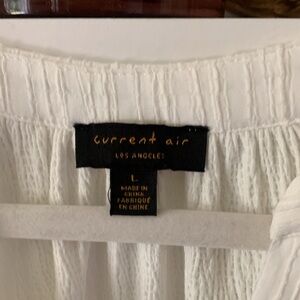 current air
LOS ANGELES
L
MADE IN
CHINA
FABRIQUÉ
EN CHINE